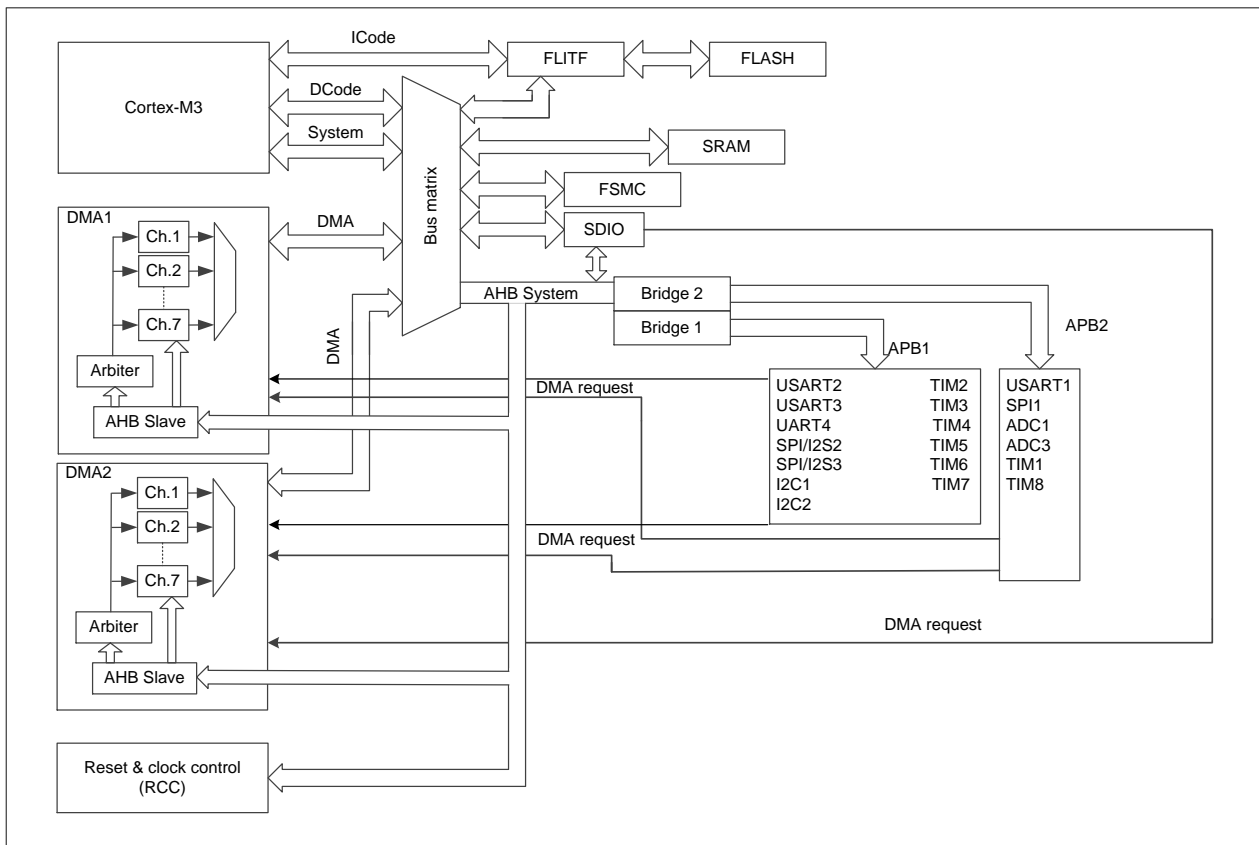 ICode
FLITF
FLASH
Cortex-M3
DCode
System
Bus matrix
SRAM
FSMC
SDIO
DMA1
Ch.1
Ch.2
Ch.7
Arbiter
AHB Slave
DMA
DMA
AHB System
Bridge 2
Bridge 1
APB1
APB2
DMA request
USART2 TIM2
USART3 TIM3
UART4 TIM4
SPI/I2S2 TIM5
SPI/I2S3 TIM6
I2C1 TIM7
I2C2
USART1
SPI1
ADC1
ADC3
TIM1
TIM8
DMA2
Ch.1
Ch.2
Ch.7
Arbiter
AHB Slave
DMA request
DMA request
Reset & clock control
(RCC)